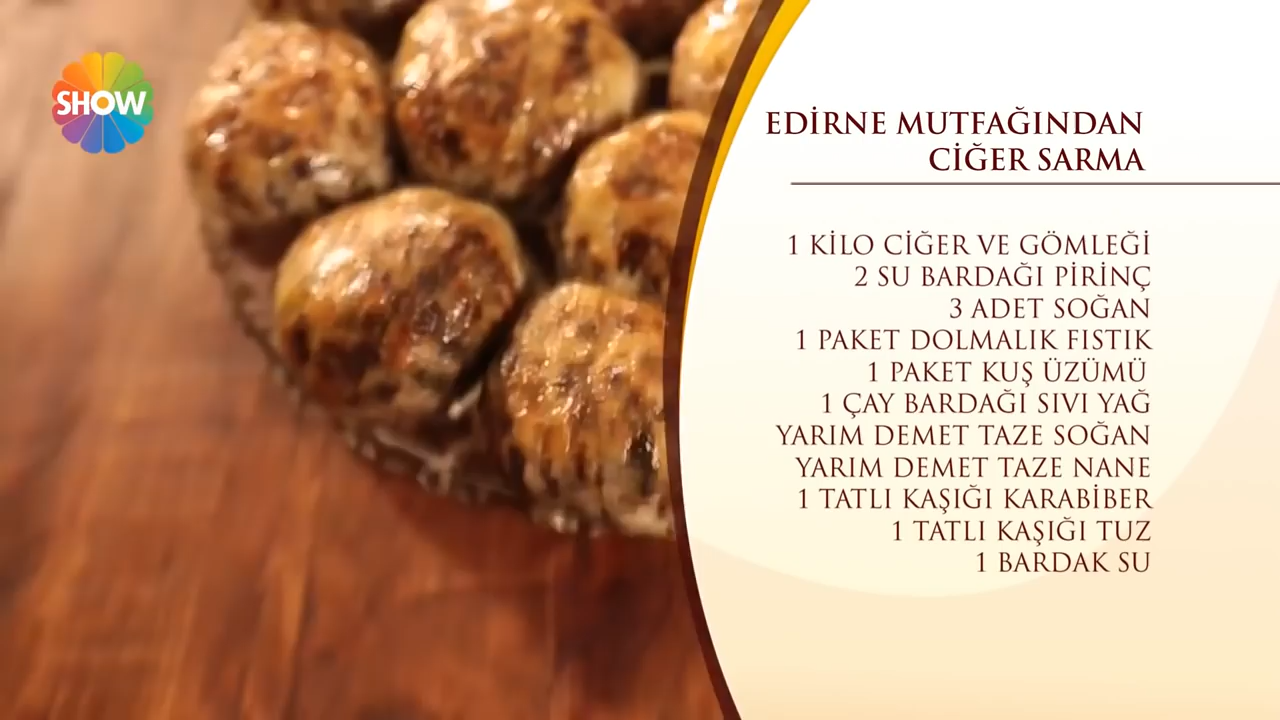 SHOW
EDİRNE MUTFAĞINDAN
CİĞER SARMA
1 KİLO CİĞER VE GÖMLEĞİ
2 SU BARDAĞI PİRİNÇ
3 ADET SOĞAN
1 PAKET DOLMALIK FISTIK
1 PAKET KUŞ ÜZÜMÜ
1 ÇAY BARDAĞI SIVI YAĞ
YARIM DEMET TAZE SOĞAN
YARIM DEMET TAZE NANE
1 TATLI KAŞIĞI KARABİBER
1 TATLI KAŞIĞI TUZ
1 BARDAK SU